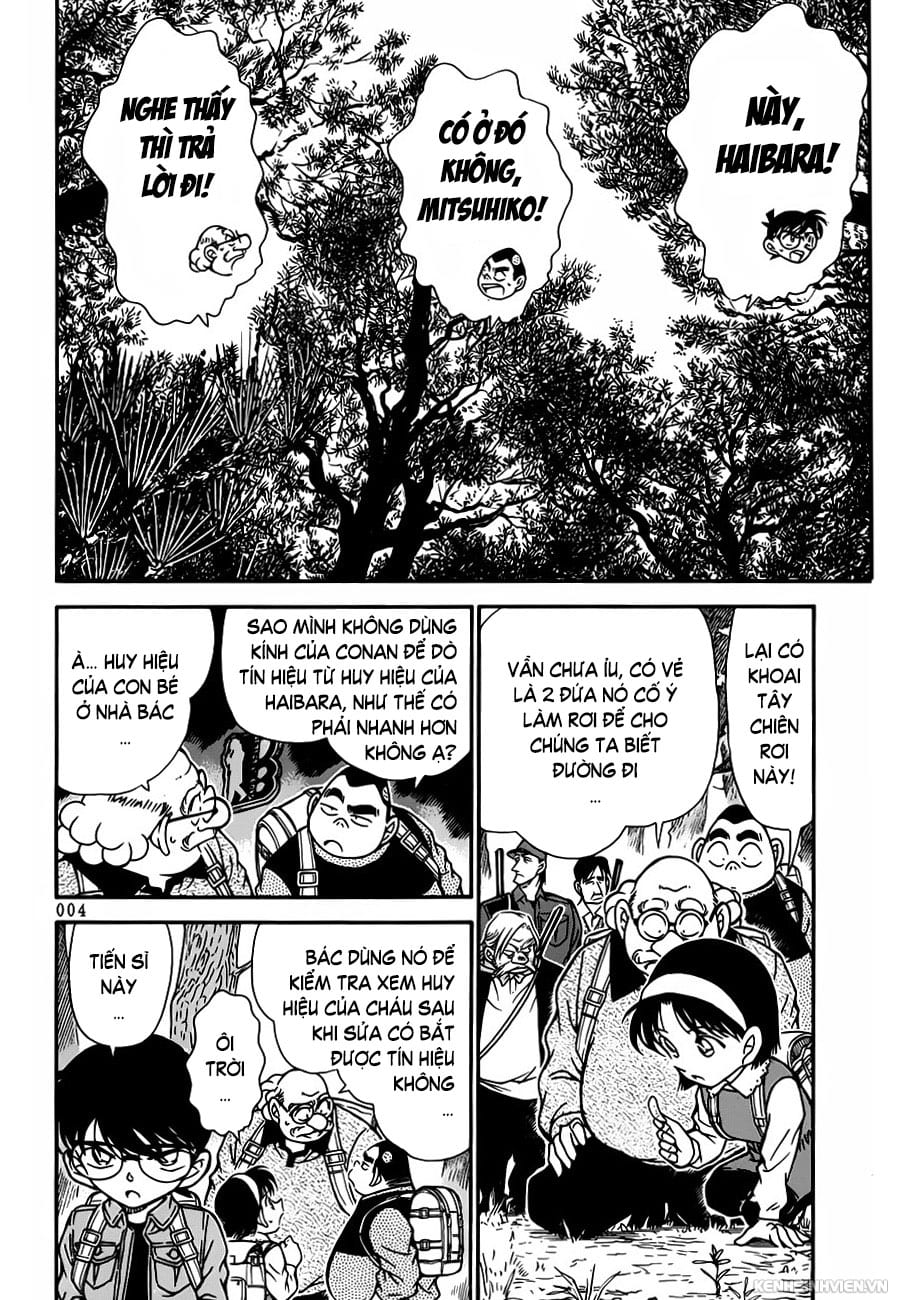 NÀY,
HAIBARA!
CÓ Ở ĐÓ
KHÔNG,
MITSUHIKO!
NGHE THẤY
THÌ TRẢ
LỜI ĐI!
LẠI CÓ
KHOAI
TÂY
CHIÊN
RƠI
NÀY!
VẪN CHƯA ÍU, CÓ VẺ
LÀ 2 ĐỨA NÓ CỐ Ý
LÀM RƠI ĐỂ CHO
CHÚNG TA BIẾT
ĐƯỜNG ĐI
...
SAO MÌNH KHÔNG DÙNG
KÍNH CỦA CONAN ĐỂ DÒ
TÍN HIỆU TỪ HUY HIỆU CỦA
HAIBARA, NHƯ THẾ CÓ
PHẢI NHANH HƠN
KHÔNG Ạ?
À... HUY HIỆU
CỦA CON BÉ
Ở NHÀ BÁC
...
004
BÁC DÙNG NÓ ĐỂ
KIỂM TRA XEM HUY
HIỆU CỦA CHÁU SAU
KHI SỬA CÓ BẮT
ĐƯỢC TÍN HIỆU
KHÔNG
...
ÔI
TRỜI
...
TIẾN SĨ
NÀY
...
KENHSINHVIEN.VN